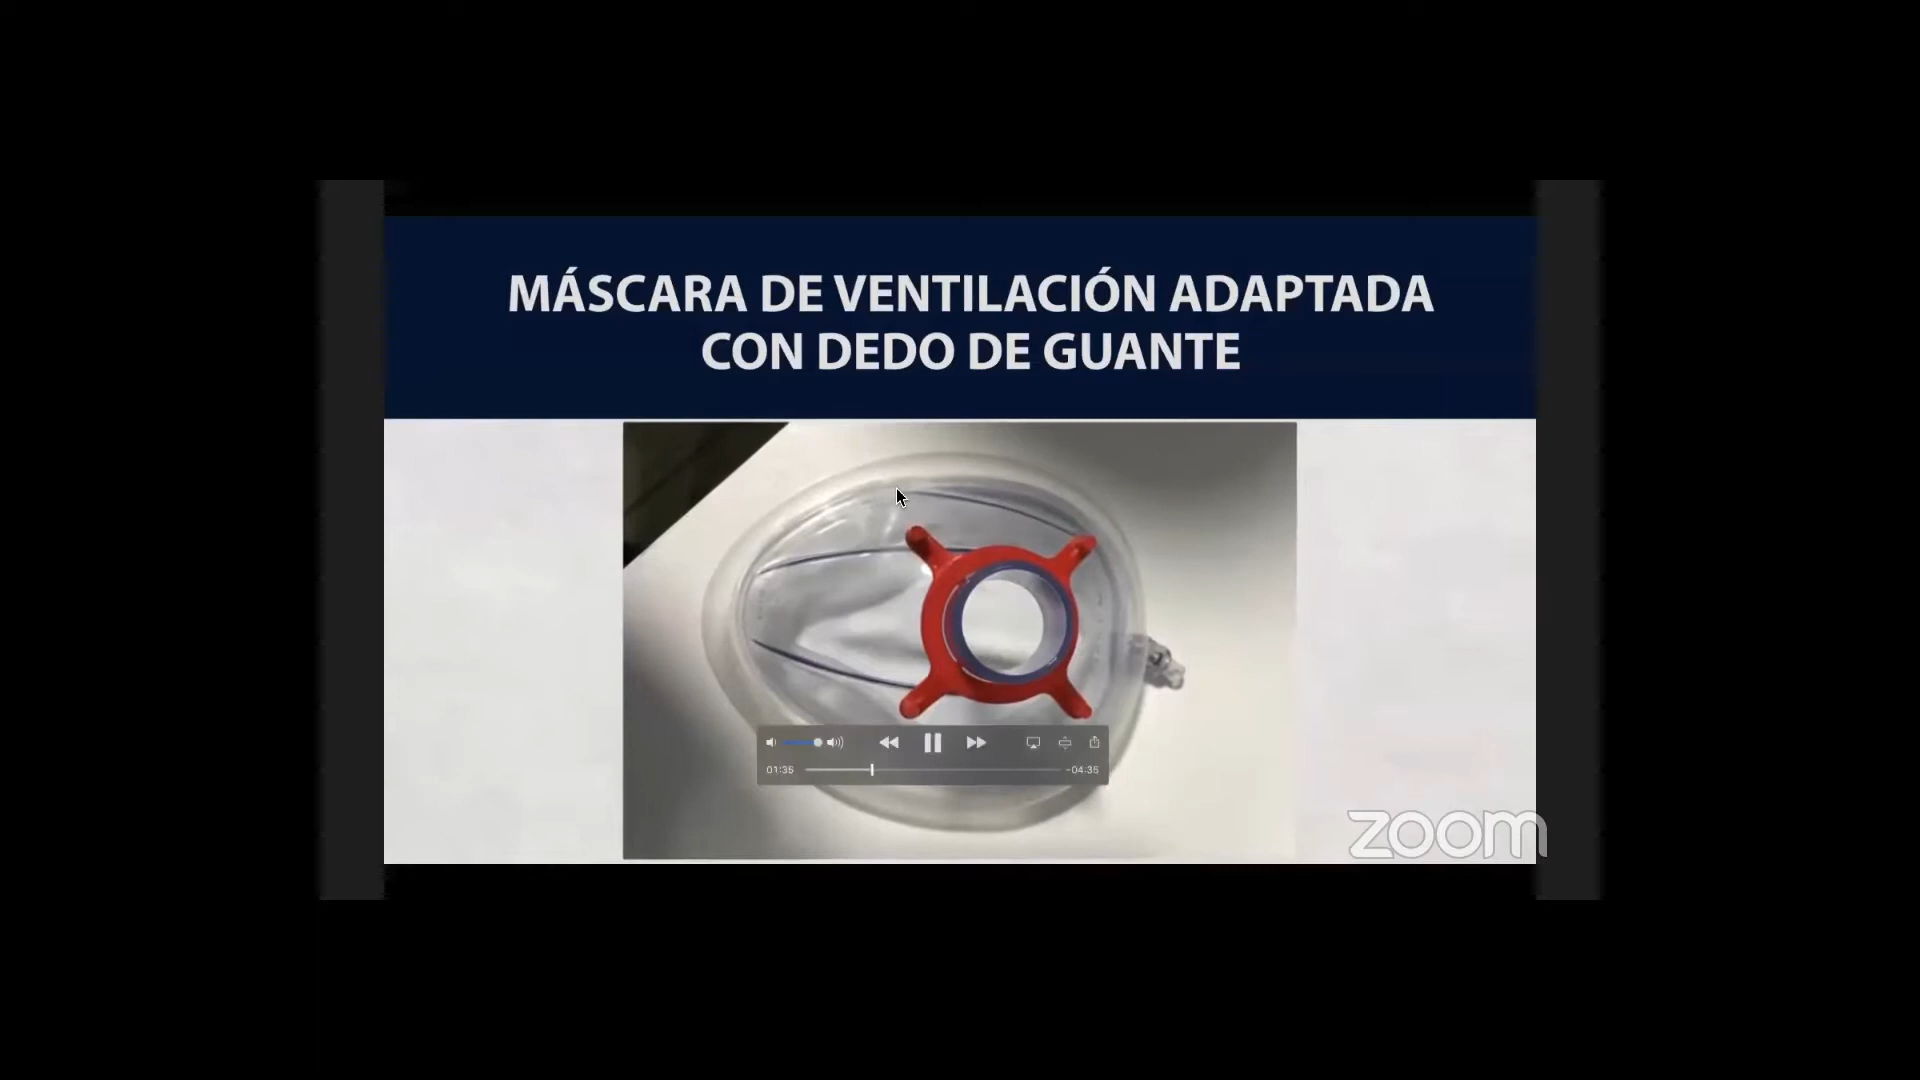 MÁSCARA DE VENTILACIÓN ADAPTADA
CON DEDO DE GUANTE
01:35
-04:35
zoom